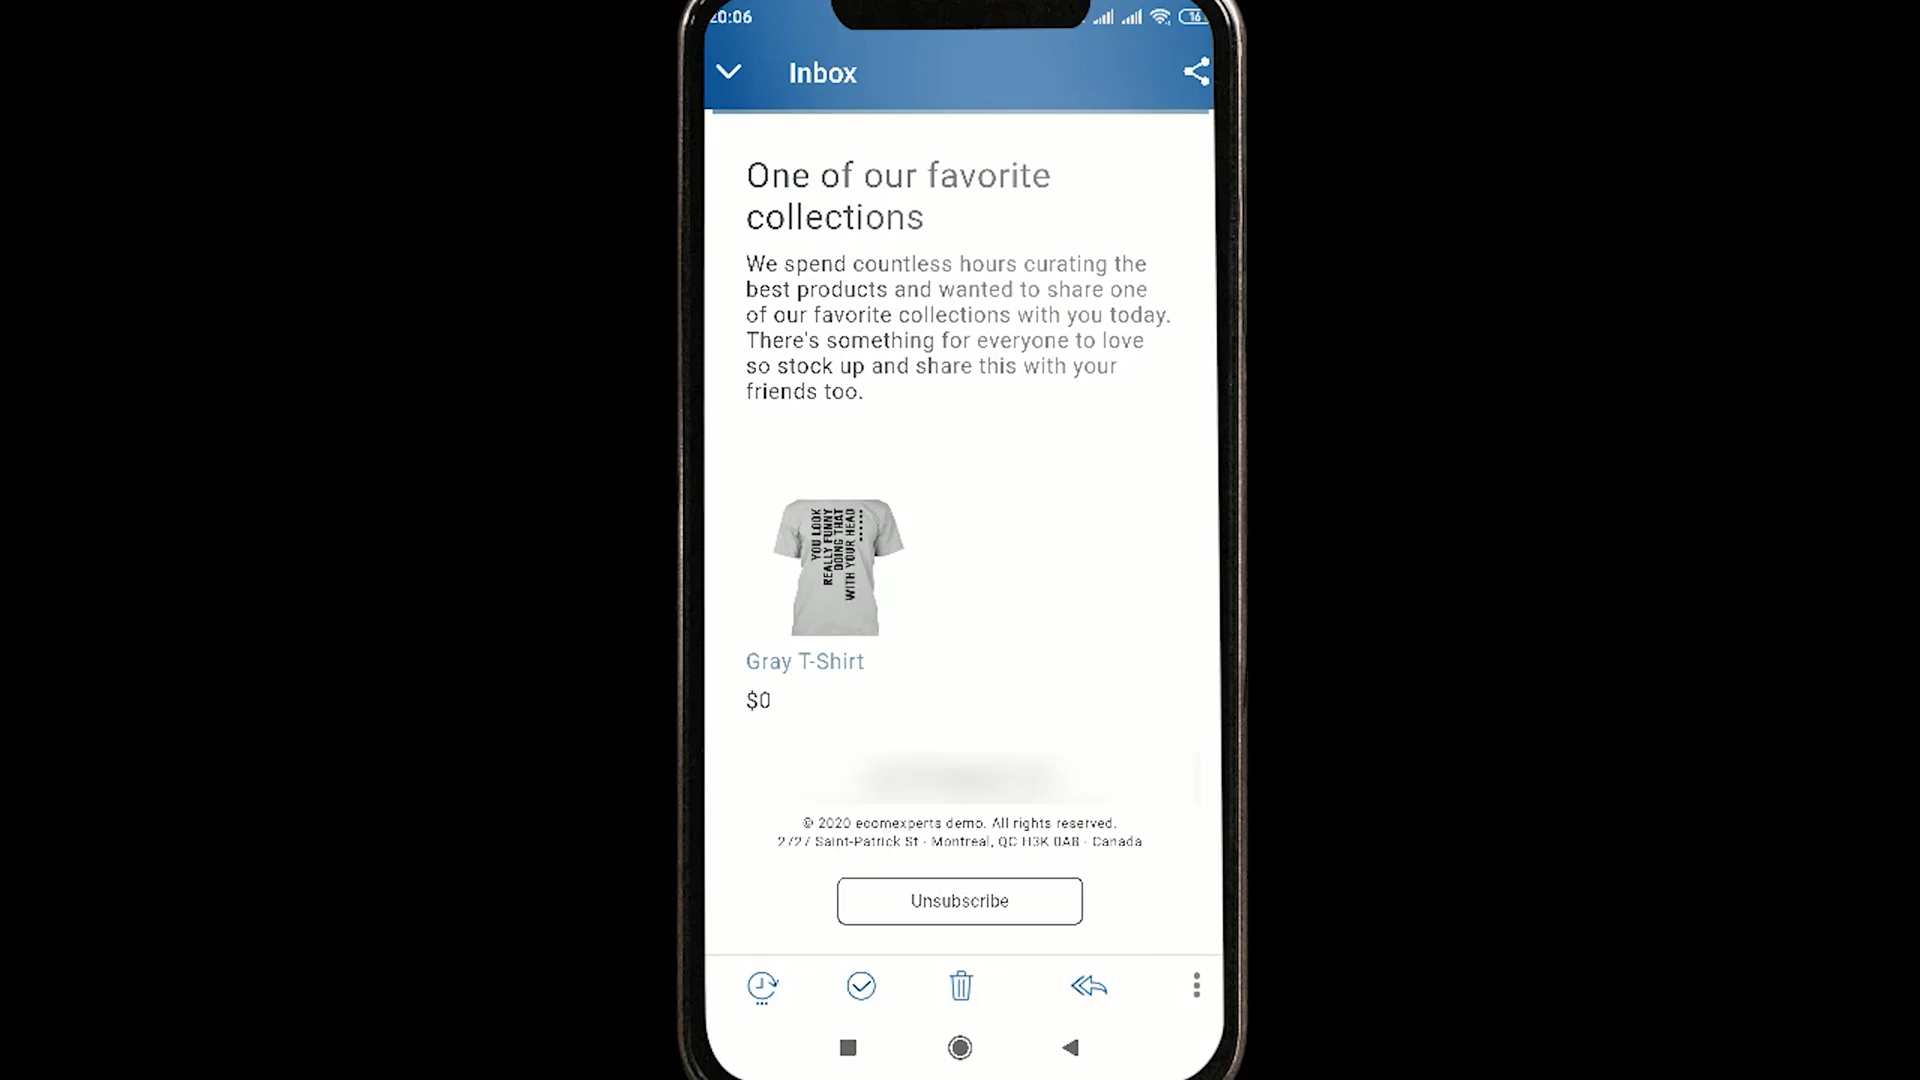 20:06
16
Inbox
One of our favorite
collections
We spend countless hours curating the
best products and wanted to share one
of our favorite collections with you today.
There's something for everyone to love
so stock up and share this with your
friends too.
YOU LOOK
REALLY FUNNY
DOING THAT
WITH YOUR HEAD
......
Gray T-Shirt
$0
© 2020 ecomexperts demo. All rights reserved.
2727 Saint-Patrick St · Montreal, QC H3K 0A8 · Canada
Unsubscribe